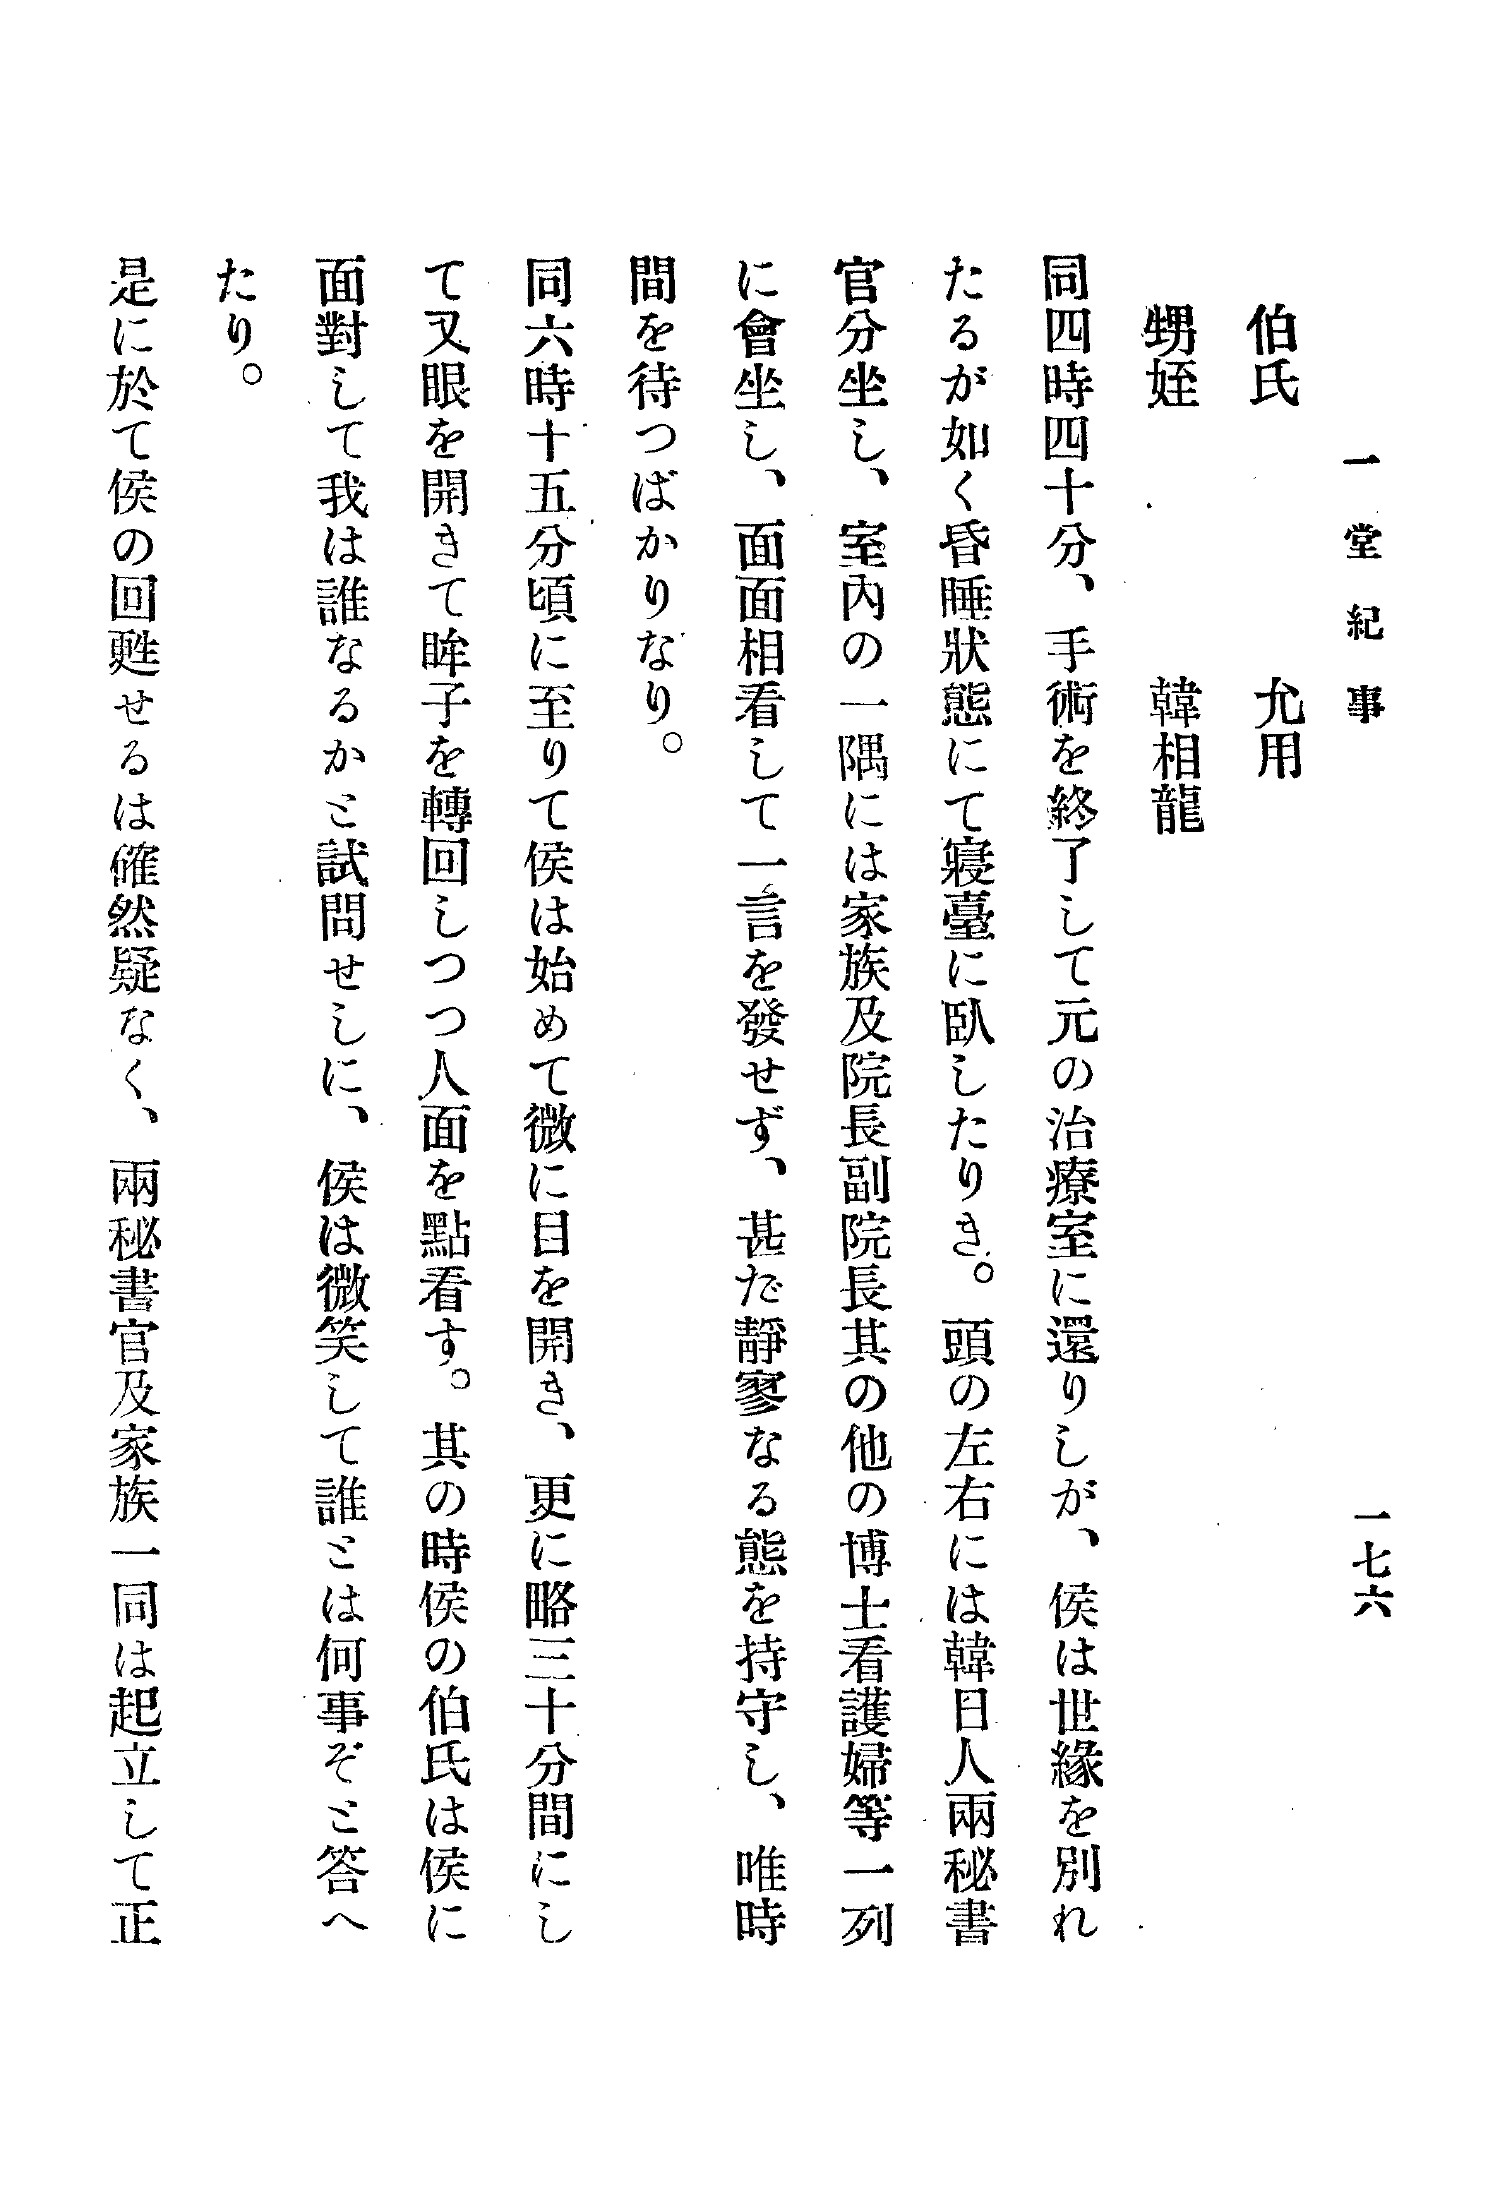 一堂紀事
一七六
伯氏　允用
甥姪　韓相龍
同四時四十分、手術を終了して元の治療室に還りしが、侯は世緣を別れ
たるが如く昏睡狀態にて寢臺に臥したりき。頭の左右には韓日人兩秘書
官分坐し、室內の一隅には家族及院長副院長其の他の博士看護婦等一列
に會坐し、面面相看して一言を發せず、甚だ靜寥なる態を持守し、唯時
間を待つばかりなり。
同六時十五分頃に至りて侯は始めて微に目を開き、更に略三十分間にし
て又眼を開きて眸子を轉回しつつ人面を點看す。其の時侯の伯氏は侯に
面對して我は誰なるかと試問せしに、侯は微笑して誰とは何事ぞと答へ
たり。
是に於て侯の回甦せるは確然疑なく、兩秘書官及家族一同は起立して正